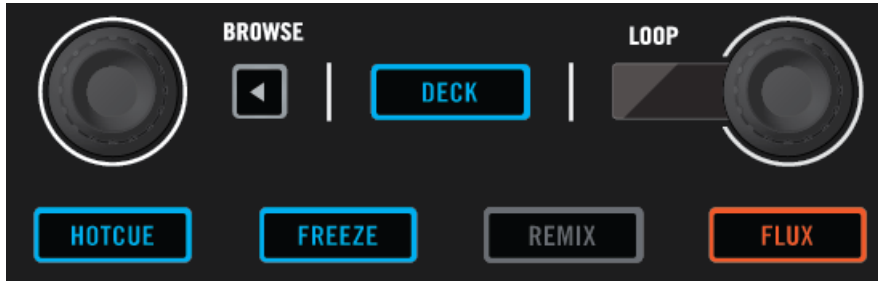 BROWSE
LOOP
DECK
HOTCUE
FREEZE
REMIX
FLUX